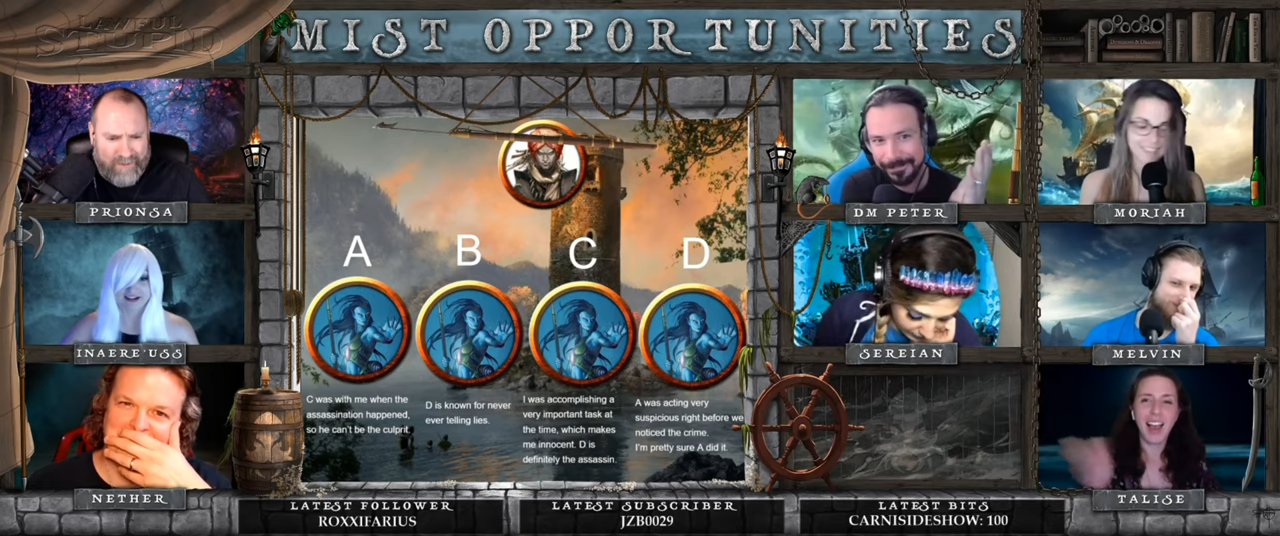 LAWFUL
STUPID
MIST OPPORTUNITIES
PRIONSA
INAERE'USS
NETHER
A
B
C
D
C was with me when the
assassination happened,
so he can't be the culprit.
D is known for never
ever telling lies.
I was accomplishing a
very important task at
the time, which makes
me innocent. D is
definitely the assassin.
A was acting very
suspicious right before we
noticed the crime.
I'm pretty sure A did it.
DM PETER
MORIAH
SEREIAN
MELVIN
TALISE
LATEST FOLLOWER
ROXXIFARIUS
LATEST SUBSCRIBER
JZB0029
LATEST BITS
CARNISIDESHOW: 100